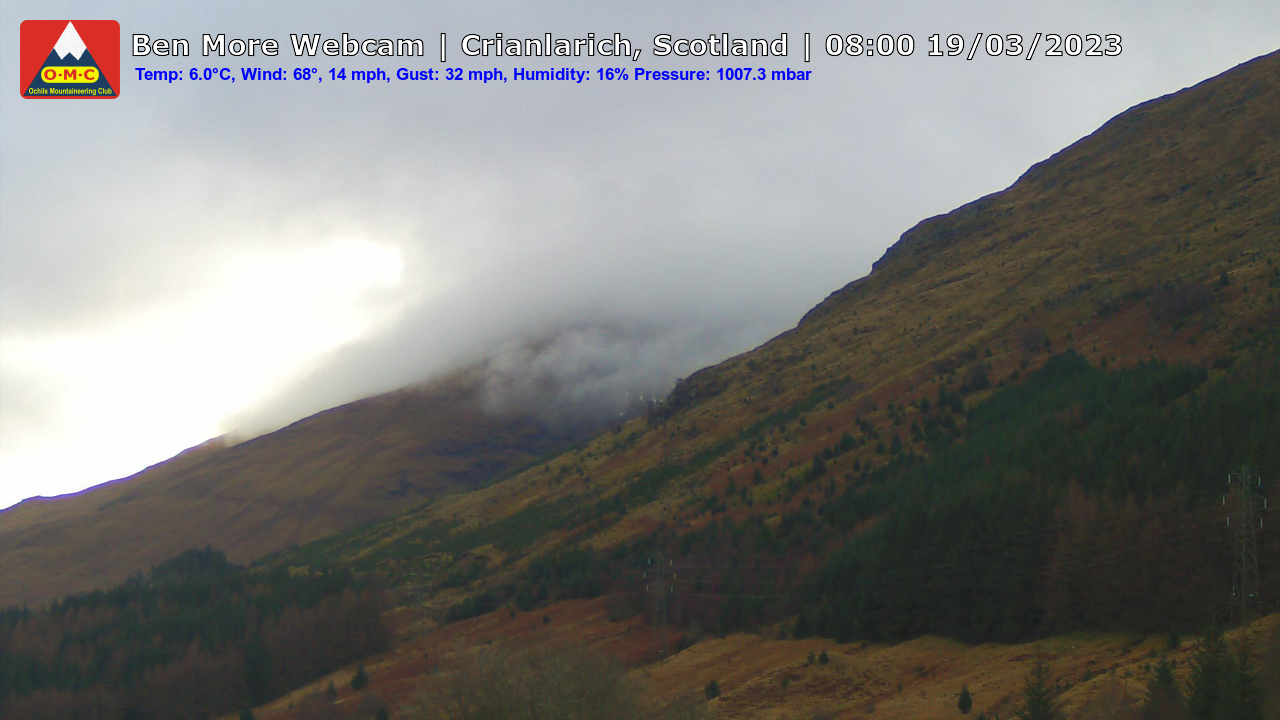 Ben More Webcam | Crianlarich, Scotland | 08:00 19/03/2023
Temp: 6.0°C, Wind: 68°, 14 mph, Gust: 32 mph, Humidity: 16% Pressure: 1007.3 mbar
O·M·C
Ochils Mountaineering Club